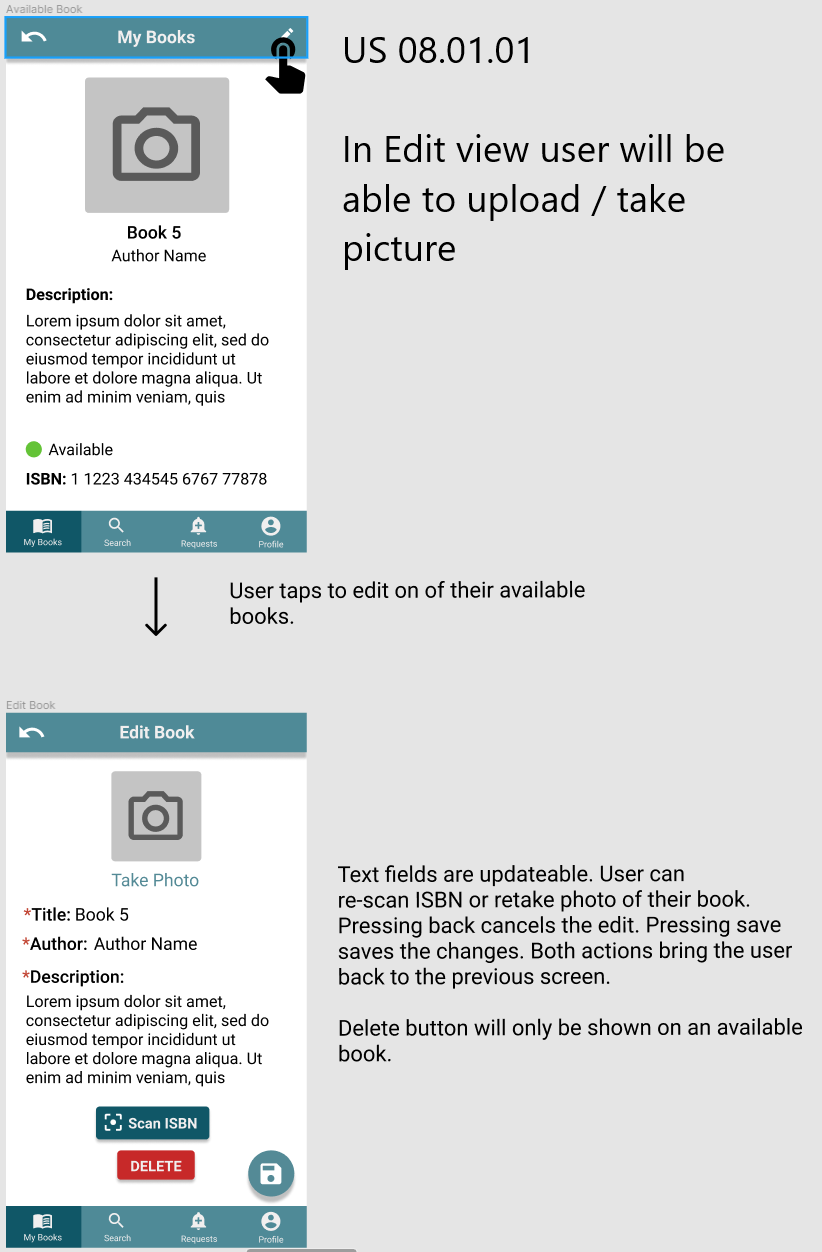 Available Book
My Books
US 08.01.01
In Edit view user will be
able to upload / take
picture
Book 5
Author Name
Description:
Lorem ipsum dolor sit amet,
consectetur adipiscing elit, sed do
eiusmod tempor incididunt ut
labore et dolore magna aliqua. Ut
enim ad minim veniam, quis
Available
ISBN: 1 1223 434545 6767 77878
My Books
Search
Requests
Profile
User taps to edit on of their available
books.
Edit Book
Edit Book
Take Photo
*Title: Book 5
*Author: Author Name
*Description:
Lorem ipsum dolor sit amet,
consectetur adipiscing elit, sed do
eiusmod tempor incididunt ut
labore et dolore magna aliqua. Ut
enim ad minim veniam, quis
Scan ISBN
DELETE
My Books
Search
Requests
Profile
Text fields are updateable. User can
re-scan ISBN or retake photo of their book.
Pressing back cancels the edit. Pressing save
saves the changes. Both actions bring the user
back to the previous screen.
Delete button will only be shown on an available
book.